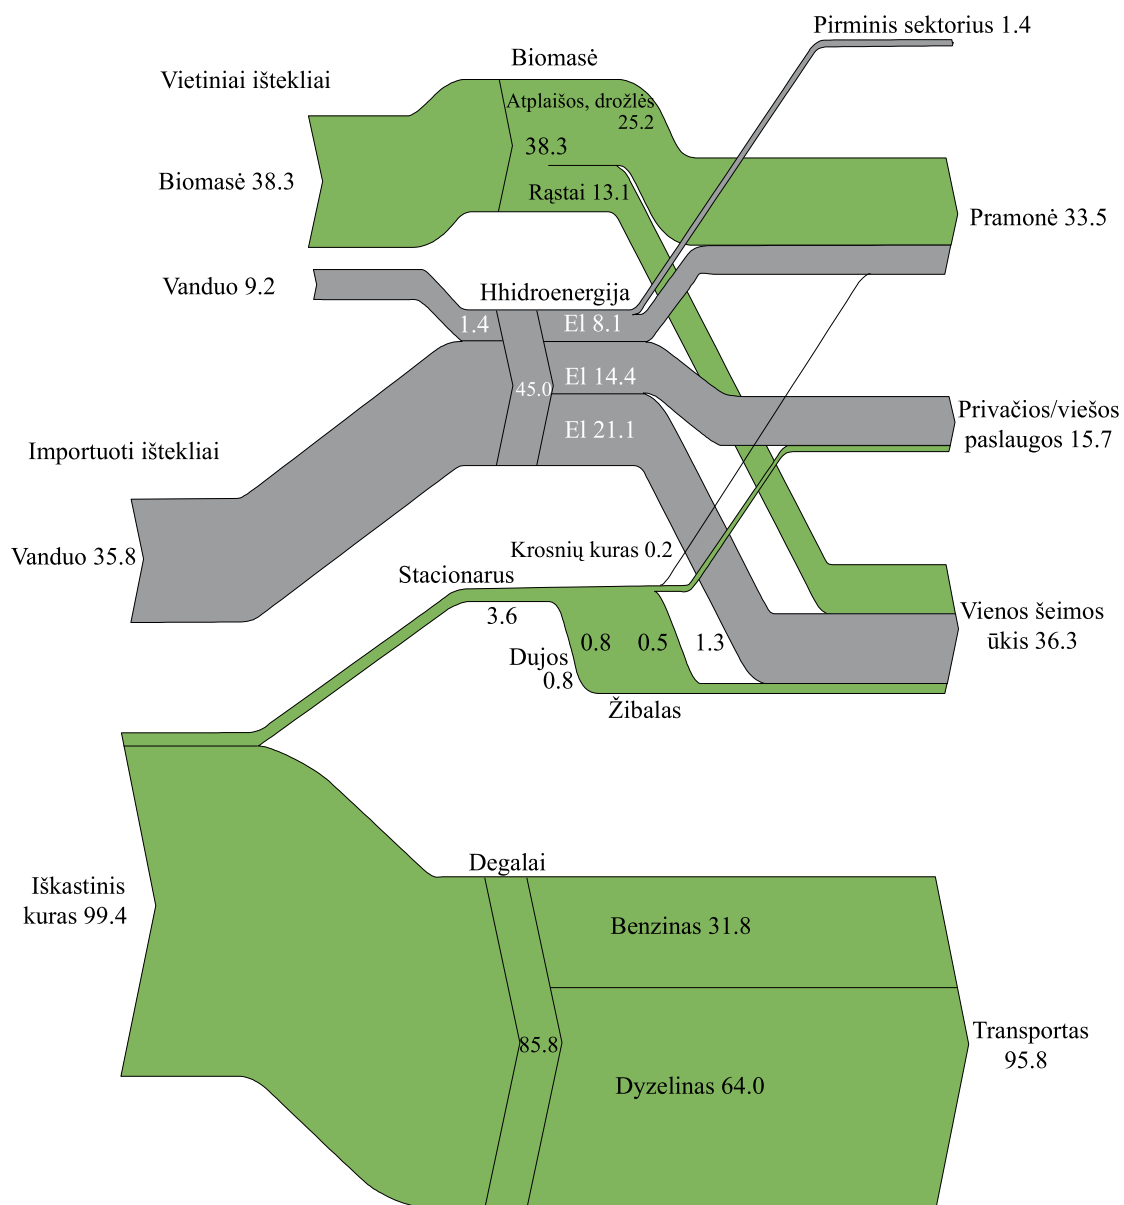 Pirminis sektorius 1.4
Biomasė
Vietiniai ištekliai
Atplaišos, drožlės
25.2
38.3
Biomasė 38.3
Rąstai 13.1
Pramonė 33.5
Vanduo 9.2
Hhidroenergija
1.4
El 8.1
El 14.4
45.0
Privačios/viešos
paslaugos 15.7
El 21.1
Importuoti ištekliai
Vanduo 35.8
Krosnių kuras 0.2
Stacionarus
3.6
Vienos šeimos
ūkis 36.3
0.8
0.5
1.3
Dujos
0.8
Žibalas
Degalai
Iškastinis
kuras 99.4
Benzinas 31.8
Transportas
95.8
85.8
Dyzelinas 64.0